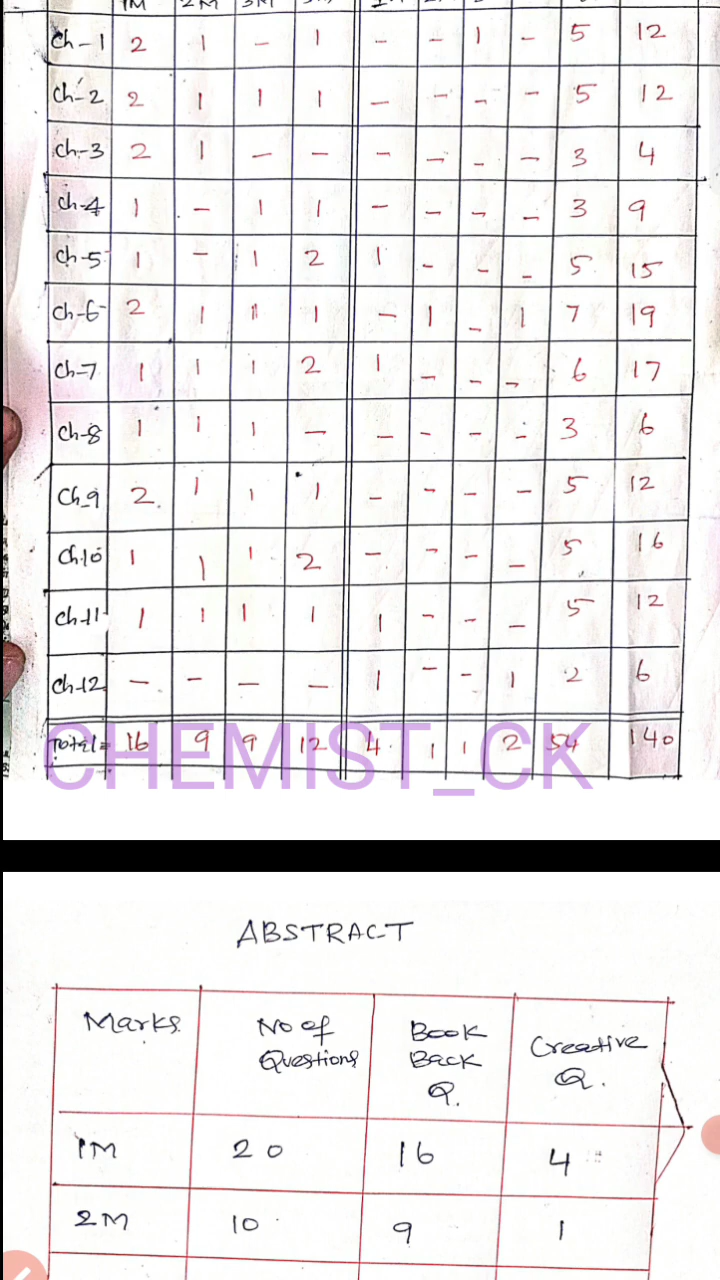 1M 2M 3M
Ch-1 2 1 - 1 - - 1 - 5 12
Ch-2 2 1 1 1 - - - - 5 12
Ch-3 2 1 - - - - - - 3 4
Ch-4 1 - 1 1 - - - - 3 9
Ch-5 1 - 1 2 1 - - - 5 15
Ch-6 2 1 1 1 - 1 - 1 7 19
Ch-7 1 1 1 2 1 - - - 6 17
Ch-8 1 1 1 - - - - - 3 6
Ch-9 2 1 1 1 - - - - 5 12
Ch-10 1 1 1 2 - - - - 5 16
Ch-11 1 1 1 1 1 - - - 5 12
Ch-12 - - - - 1 - - 1 2 6
Total= 16 9 9 12 4 1 1 2 54 140
CHEMIST_CK
ABSTRACT
Marks No of Questions Book Back Q. Creative Q.
1M 20 16 4
2M 10 9 1